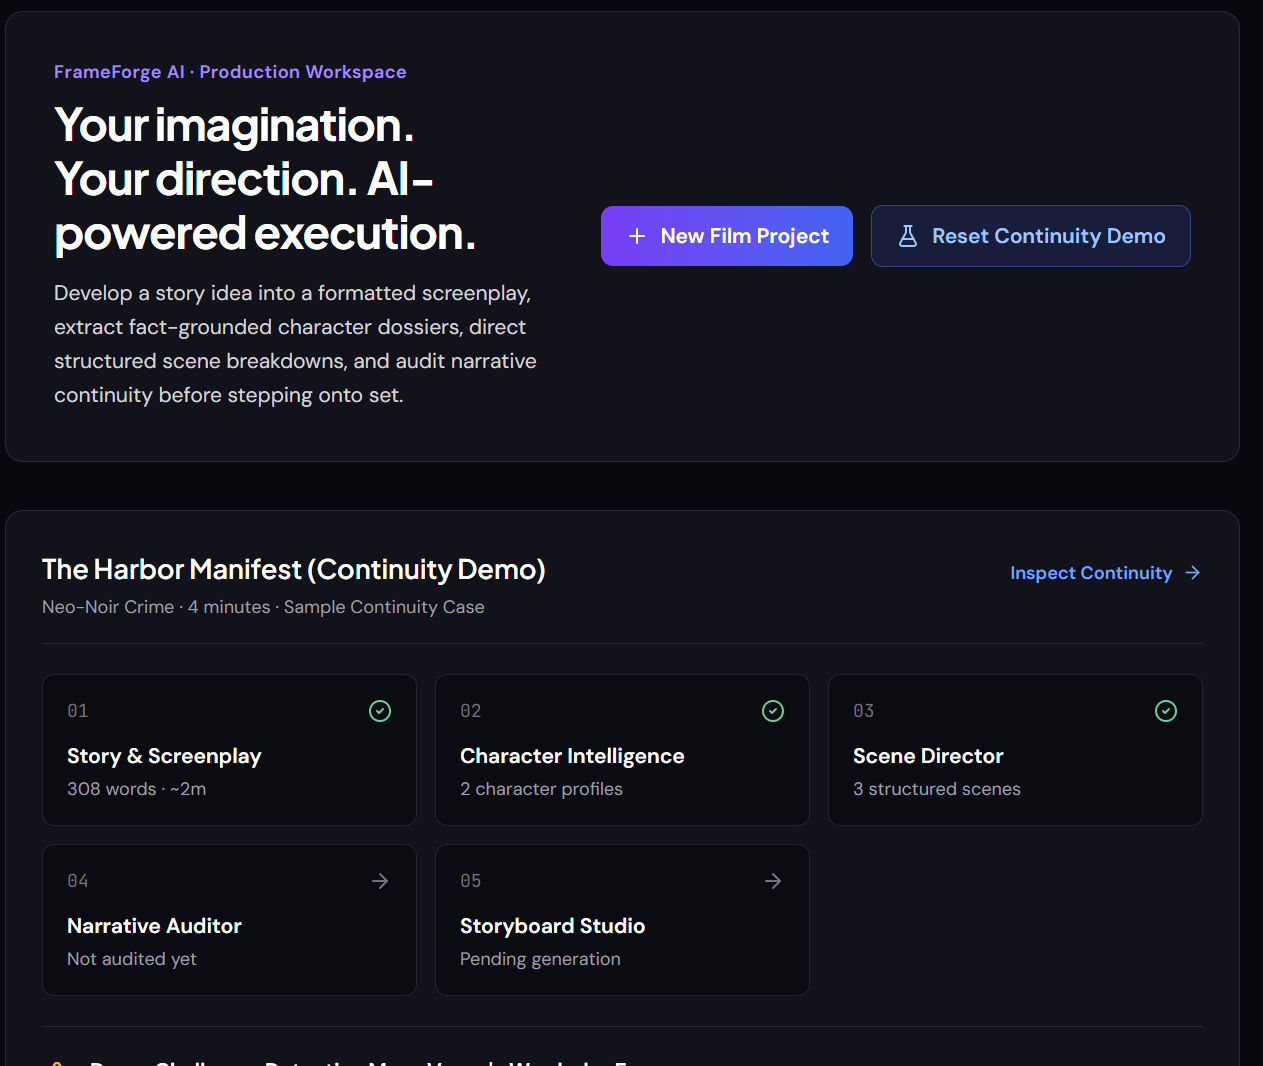 FrameForge AI · Production Workspace
Your imagination.
Your direction. AI-
powered execution.
Develop a story idea into a formatted screenplay,
extract fact-grounded character dossiers, direct
structured scene breakdowns, and audit narrative
continuity before stepping onto set.
New Film Project
Reset Continuity Demo
The Harbor Manifest (Continuity Demo)
Neo-Noir Crime · 4 minutes · Sample Continuity Case
Inspect Continuity
01
Story & Screenplay
308 words · ~2m
02
Character Intelligence
2 character profiles
03
Scene Director
3 structured scenes
04
Narrative Auditor
Not audited yet
05
Storyboard Studio
Pending generation